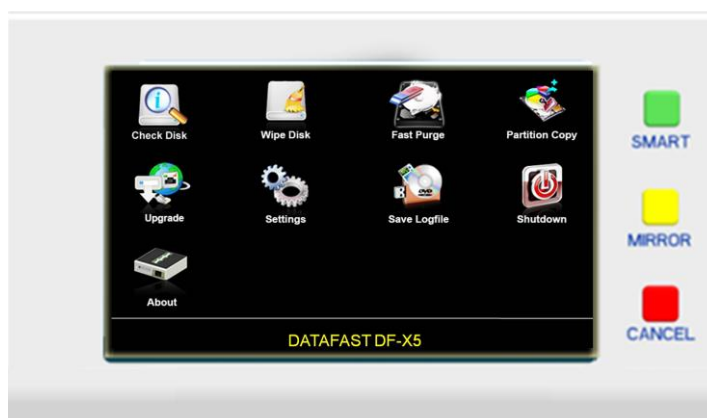 Check Disk
Wipe Disk
Fast Purge
Partition Copy
SMART
Upgrade
Settings
Save Logfile
Shutdown
MIRROR
About
CANCEL
DATAFAST DF-X5